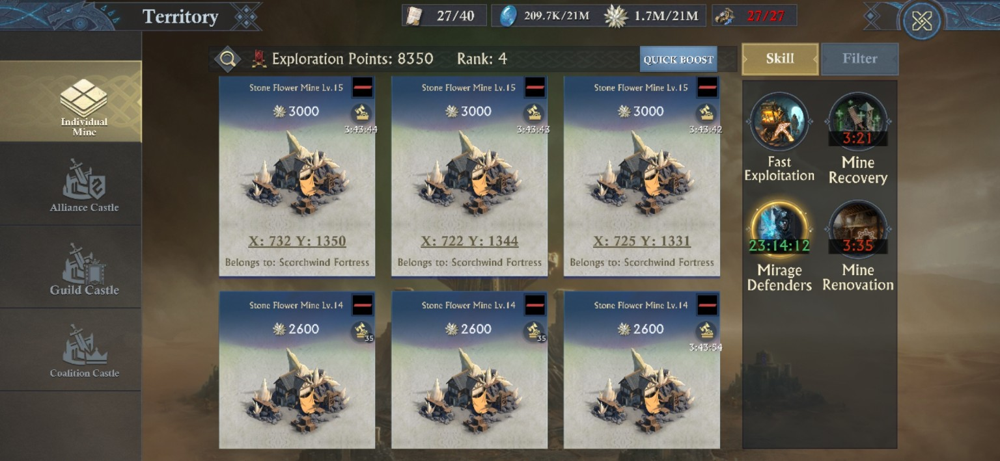 Territory
27/40
209.7K/21M
1.7M/21M
27/27
Individual
Mine
Alliance Castle
Guild Castle
Coalition Castle
Exploration Points: 8350
Rank: 4
QUICK BOOST
Skill
Filter
Stone Flower Mine Lv.15
3000
3:43:44
X: 732 Y: 1350
Belongs to: Scorchwind Fortress
Stone Flower Mine Lv.15
3000
3:43:43
X: 722 Y: 1344
Belongs to: Scorchwind Fortress
Stone Flower Mine Lv.15
3000
3:43:42
X: 725 Y: 1331
Belongs to: Scorchwind Fortress
Stone Flower Mine Lv.14
2600
35
Stone Flower Mine Lv.14
2600
35
Stone Flower Mine Lv.14
2600
3:43:54
Fast
Exploitation
3:21
Mine
Recovery
23:14:12
Mirage
Defenders
3:35
Mine
Renovation